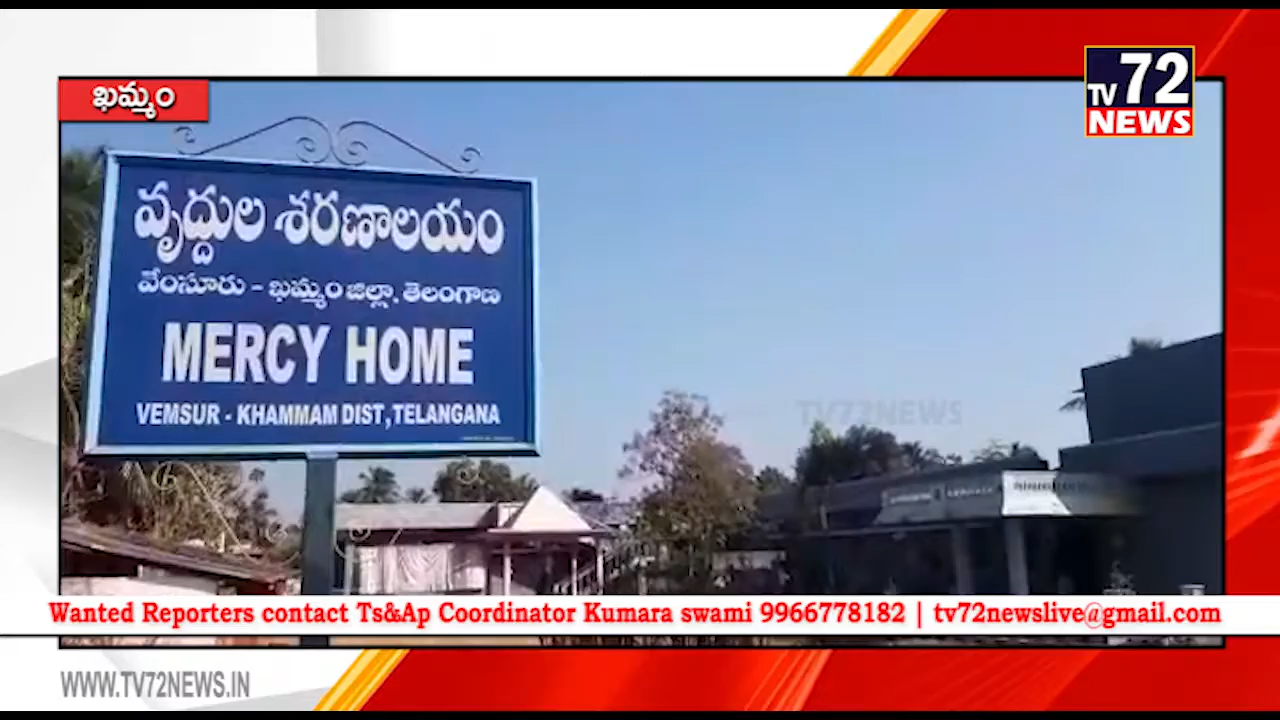 ఖమ్మం
TV 72
NEWS
వృద్దుల శరణాలయం
వేంసూరు - ఖమ్మం జిల్లా, తెలంగాణ
MERCY HOME
VEMSUR - KHAMMAM DIST, TELANGANA
TV72NEWS
Wanted Reporters contact Ts&Ap Coordinator Kumara swami 9966778182 | tv72newslive@gmail.com
WWW.TV72NEWS.IN